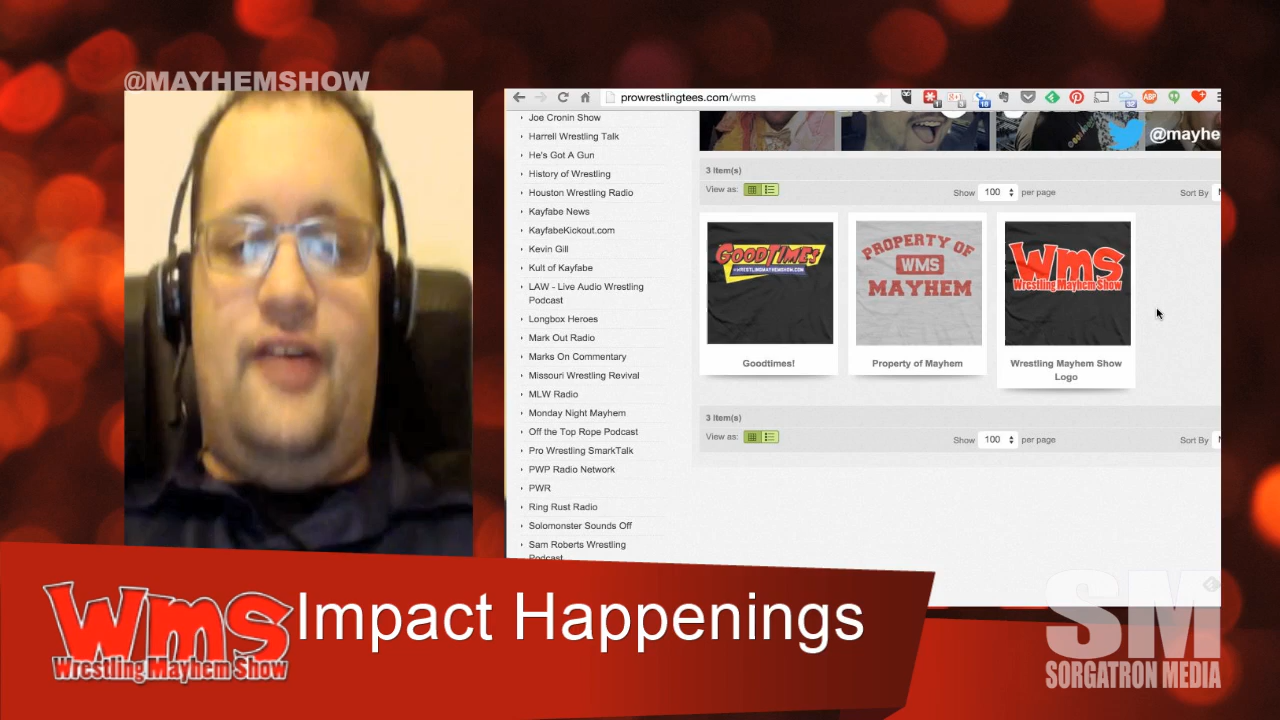 @MAYHEMSHOW
prowrestlingtees.com/wms
18
32
ABP
Joe Cronin Show
Harrell Wrestling Talk
He's Got A Gun
History of Wrestling
Houston Wrestling Radio
Kayfabe News
KayfabeKickout.com
Kevin Gill
Kult of Kayfabe
LAW - Live Audio Wrestling
Podcast
Longbox Heroes
Mark Out Radio
Marks On Commentary
Missouri Wrestling Revival
MLW Radio
Monday Night Mayhem
Off the Top Rope Podcast
Pro Wrestling SmarkTalk
PWP Radio Network
PWR
Ring Rust Radio
Solomonster Sounds Off
Sam Roberts Wrestling
Podcast
@mayhe
3 Item(s)
View as:
Show 100 per page
Sort By
GOODTIMES
@WRESTLINGMAYHEMSHOW.COM
PROPERTY OF
WMS
MAYHEM
Wms
Wrestling Mayhem Show
Goodtimes!
Property of Mayhem
Wrestling Mayhem Show
Logo
3 Item(s)
View as:
Show 100 per page
Sort By
Wms
Wrestling Mayhem Show
Impact Happenings
SM
SORGATRON MEDIA